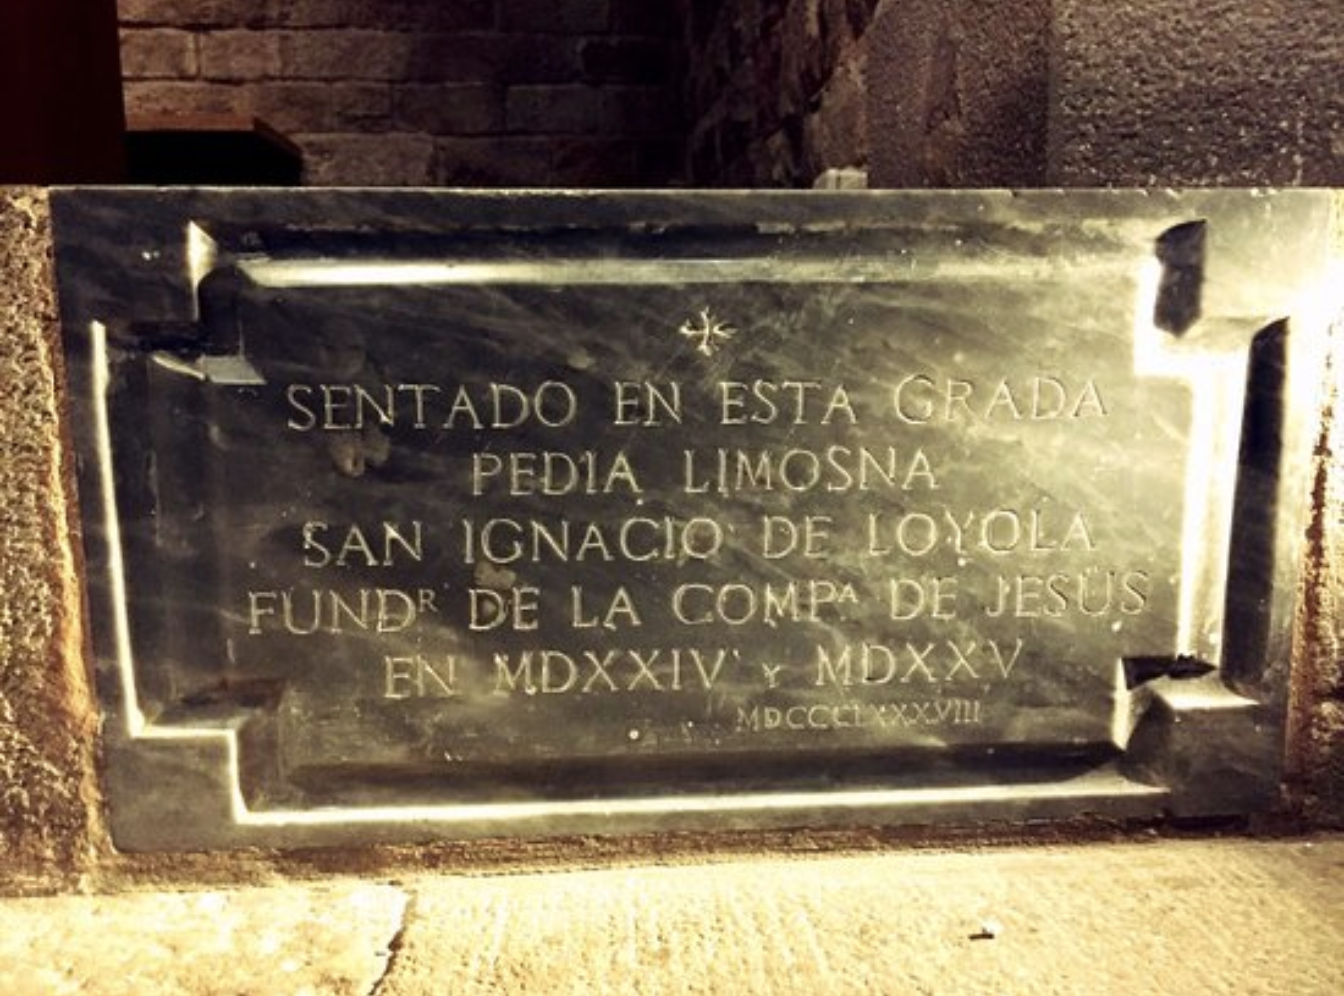 SENTADO EN ESTA GRADA
PEDIA LIMOSNA
SAN IGNACIO DE LOYOLA
FUNDᴿ DE LA COMPᴬ DE JESÚS
EN MDXXIV Y MDXXV
MDCCCLXXXVIII